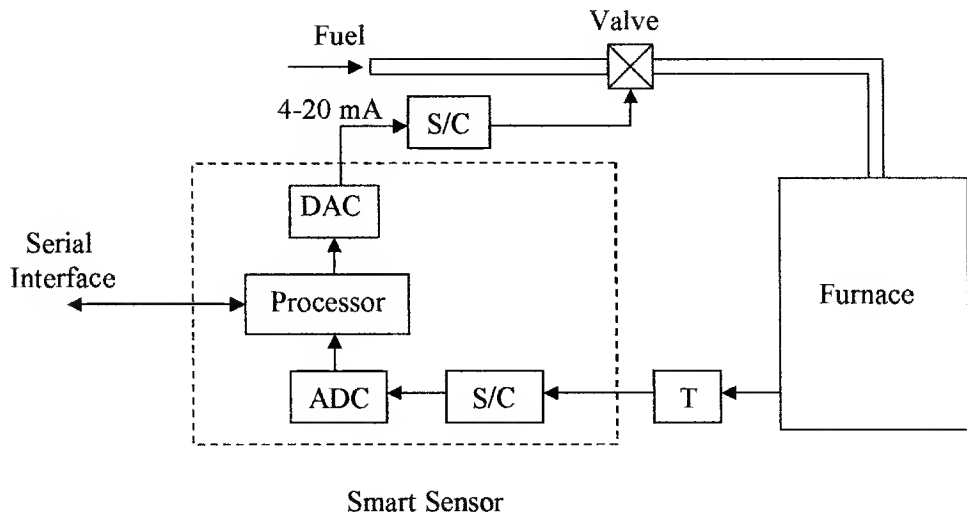 Valve
Fuel
4-20 mA
S/C
DAC
Serial
Interface
Processor
Furnace
ADC
S/C
T
Smart Sensor